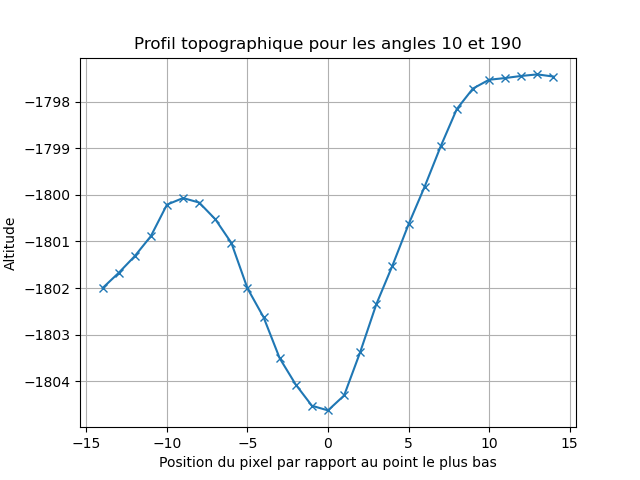 Profil topographique pour les angles 10 et 190
−1798
−1799
−1800
−1801
−1802
−1803
−1804
Altitude
−15 −10 −5 0 5 10 15
Position du pixel par rapport au point le plus bas